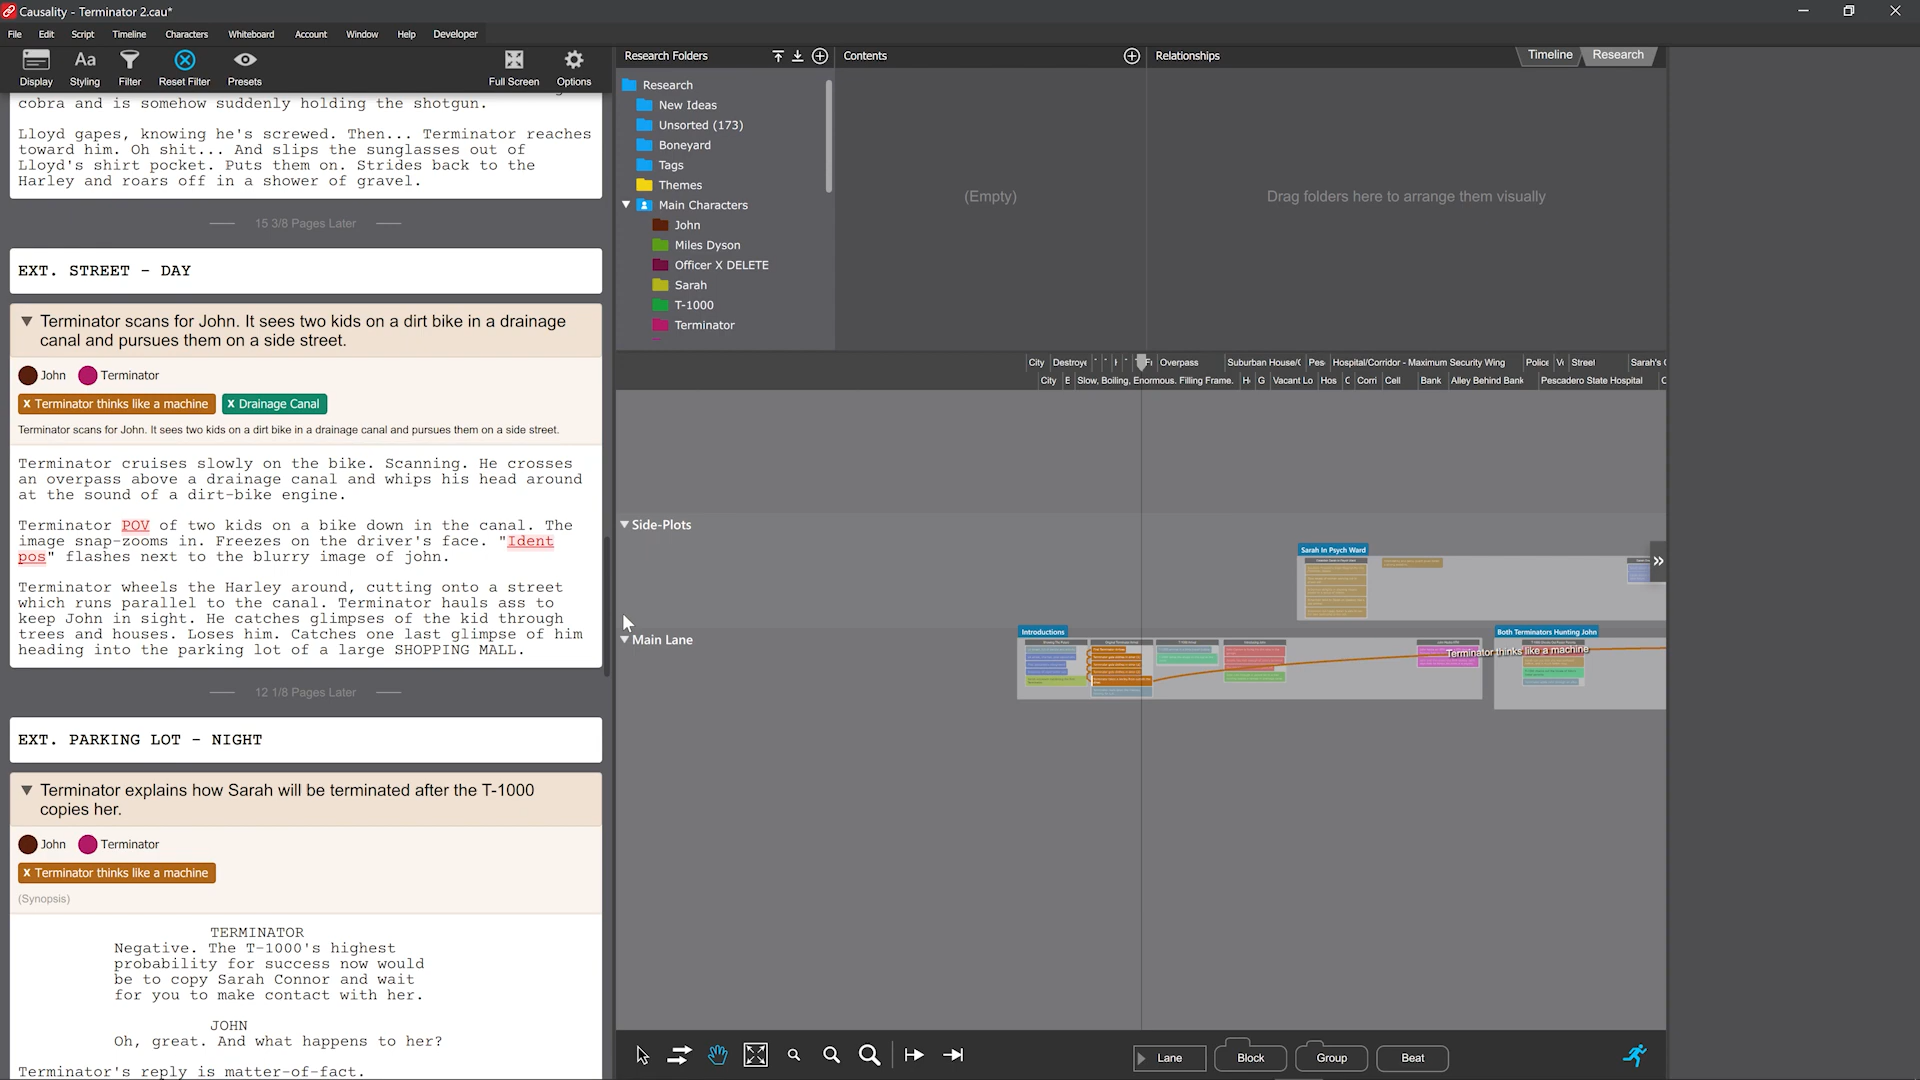 Causality - Terminator 2.cau*
File Edit Script Timeline Characters Whiteboard Account Window Help Developer
Display Styling Filter Reset Filter Presets Full Screen Options
cobra and is somehow suddenly holding the shotgun.
Lloyd gapes, knowing he's screwed. Then... Terminator reaches
toward him. Oh shit... And slips the sunglasses out of
Lloyd's shirt pocket. Puts them on. Strides back to the
Harley and roars off in a shower of gravel.
15 3/8 Pages Later
EXT. STREET - DAY
Terminator scans for John. It sees two kids on a dirt bike in a drainage
canal and pursues them on a side street.
John Terminator
x Terminator thinks like a machine x Drainage Canal
Terminator scans for John. It sees two kids on a dirt bike in a drainage canal and pursues them on a side street.
Terminator cruises slowly on the bike. Scanning. He crosses
an overpass above a drainage canal and whips his head around
at the sound of a dirt-bike engine.
Terminator POV of two kids on a bike down in the canal. The
image snap-zooms in. Freezes on the driver's face. "Ident
pos" flashes next to the blurry image of john.
Terminator wheels the Harley around, cutting onto a street
which runs parallel to the canal. Terminator hauls ass to
keep John in sight. He catches glimpses of the kid through
trees and houses. Loses him. Catches one last glimpse of him
heading into the parking lot of a large SHOPPING MALL.
12 1/8 Pages Later
EXT. PARKING LOT - NIGHT
Terminator explains how Sarah will be terminated after the T-1000
copies her.
John Terminator
x Terminator thinks like a machine
(Synopsis)
TERMINATOR
Negative. The T-1000's highest
probability for success now would
be to copy Sarah Connor and wait
for you to make contact with her.
JOHN
Oh, great. And what happens to her?
Terminator's reply is matter-of-fact.
Research Folders Contents Relationships Timeline Research
Research
New Ideas
Unsorted (173)
Boneyard
Tags
Themes
Main Characters
John
Miles Dyson
Officer X DELETE
Sarah
T-1000
Terminator
(Empty)
Drag folders here to arrange them visually
City Destroye Overpass Suburban House/( Pes Hospital/Corridor - Maximum Security Wing Police Street Sarah's
City E Slow, Boiling, Enormous. Filling Frame. H G Vacant Lo Hos C Corri Cell Bank Alley Behind Bank Pescadero State Hospital
Side-Plots
Sarah In Psych Ward
Main Lane
Introductions
Both Terminators Hunting John
Terminator thinks like a machine
Lane Block Group Beat